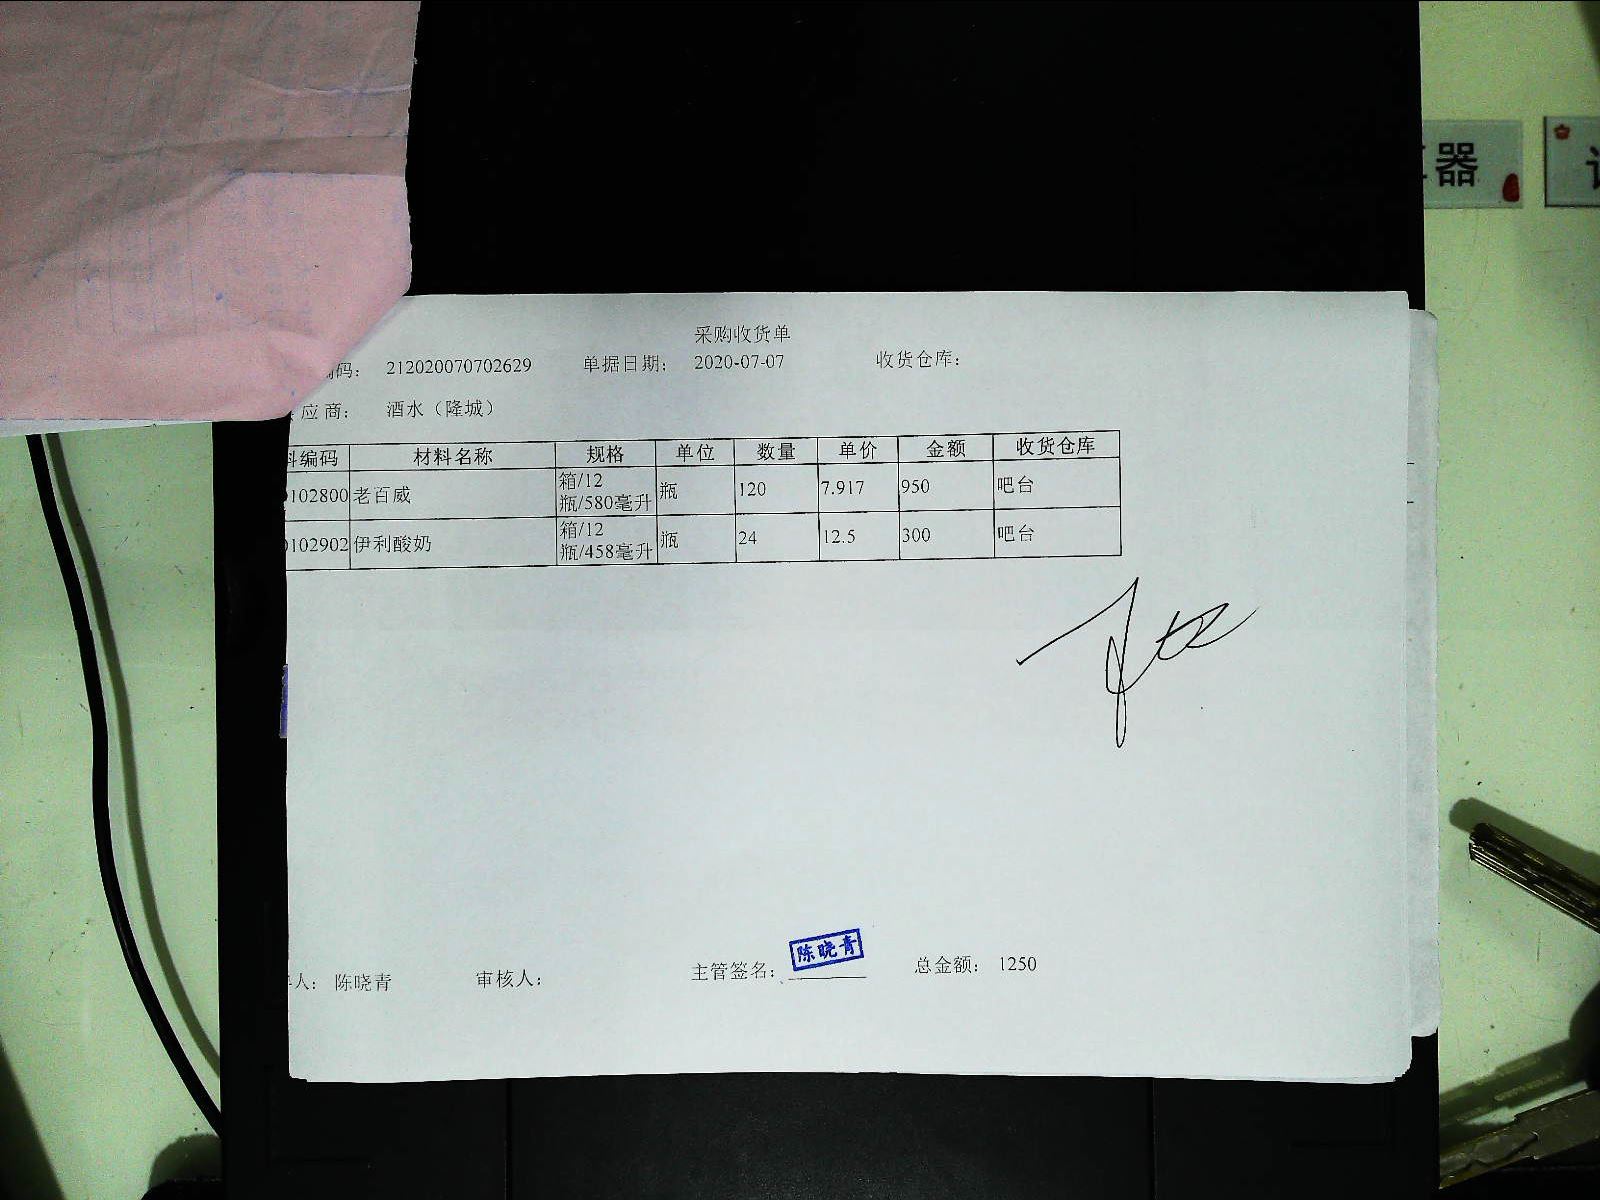 器
采购收货单
码： 212020070702629 单据日期： 2020-07-07 收货仓库：
应商： 酒水（隆城）
料编码 材料名称 规格 单位 数量 单价 金额 收货仓库
0102800 老百威 箱/12瓶/580毫升 瓶 120 7.917 950 吧台
0102902 伊利酸奶 箱/12瓶/458毫升 瓶 24 12.5 300 吧台
陈晓青
人： 陈晓青 审核人： 主管签名： 总金额： 1250